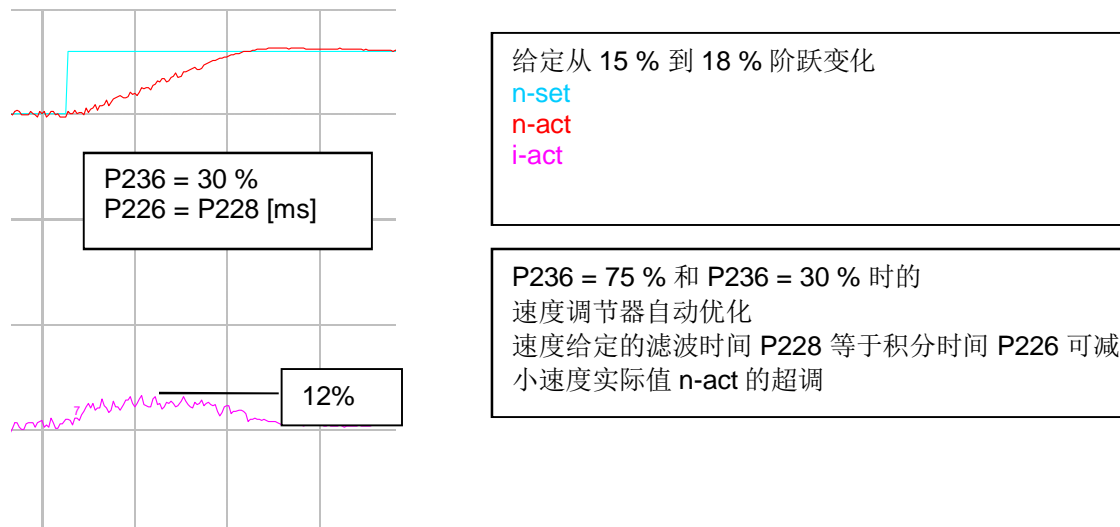 给定从 15 % 到 18 % 阶跃变化
n-set
n-act
i-act
P236 = 30 %
P226 = P228 [ms]
P236 = 75 % 和 P236 = 30 % 时的
速度调节器自动优化
速度给定的滤波时间 P228 等于积分时间 P226 可减
小速度实际值 n-act 的超调
12%
7